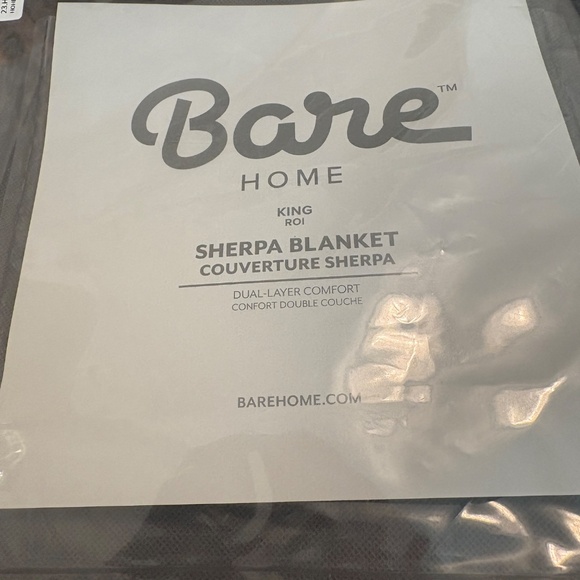 Bare™
HOME
KING
ROI
SHERPA BLANKET
COUVERTURE SHERPA
DUAL-LAYER COMFORT
CONFORT DOUBLE COUCHE
BAREHOME.COM